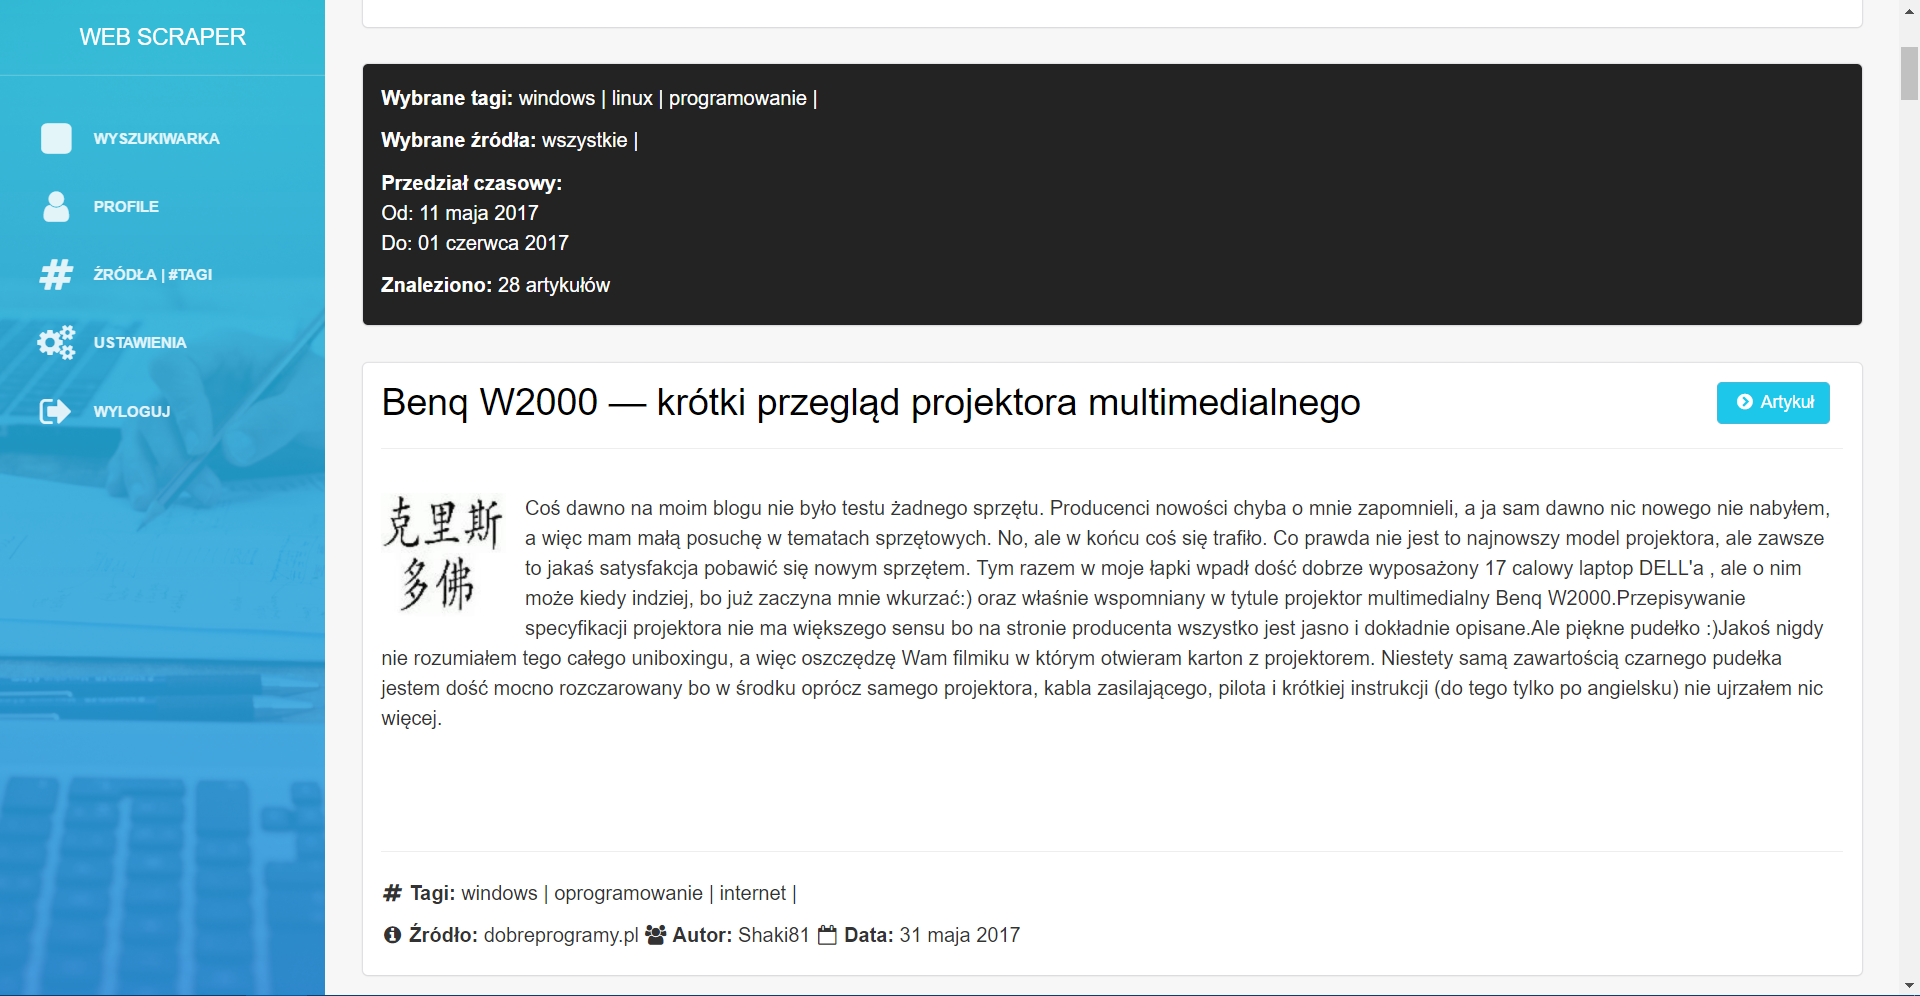 WEB SCRAPER
WYSZUKIWARKA
PROFILE
ŹRÓDŁA | #TAGI
USTAWIENIA
WYLOGUJ
Wybrane tagi: windows | linux | programowanie |
Wybrane źródła: wszystkie |
Przedział czasowy:
Od: 11 maja 2017
Do: 01 czerwca 2017
Znaleziono: 28 artykułów
Benq W2000 — krótki przegląd projektora multimedialnego
Artykuł
克里斯
多佛
Coś dawno na moim blogu nie było testu żadnego sprzętu. Producenci nowości chyba o mnie zapomnieli, a ja sam dawno nic nowego nie nabyłem,
a więc mam małą posuchę w tematach sprzętowych. No, ale w końcu coś się trafiło. Co prawda nie jest to najnowszy model projektora, ale zawsze
to jakaś satysfakcja pobawić się nowym sprzętem. Tym razem w moje łapki wpadł dość dobrze wyposażony 17 calowy laptop DELL'a , ale o nim
może kiedy indziej, bo już zaczyna mnie wkurzać:) oraz właśnie wspomniany w tytule projektor multimedialny Benq W2000.Przepisywanie
specyfikacji projektora nie ma większego sensu bo na stronie producenta wszystko jest jasno i dokładnie opisane.Ale piękne pudełko :)Jakoś nigdy
nie rozumiałem tego całego uniboxingu, a więc oszczędzę Wam filmiku w którym otwieram karton z projektorem. Niestety samą zawartością czarnego pudełka
jestem dość mocno rozczarowany bo w środku oprócz samego projektora, kabla zasilającego, pilota i krótkiej instrukcji (do tego tylko po angielsku) nie ujrzałem nic
więcej.
Tagi: windows | oprogramowanie | internet |
Źródło: dobreprogramy.pl Autor: Shaki81 Data: 31 maja 2017